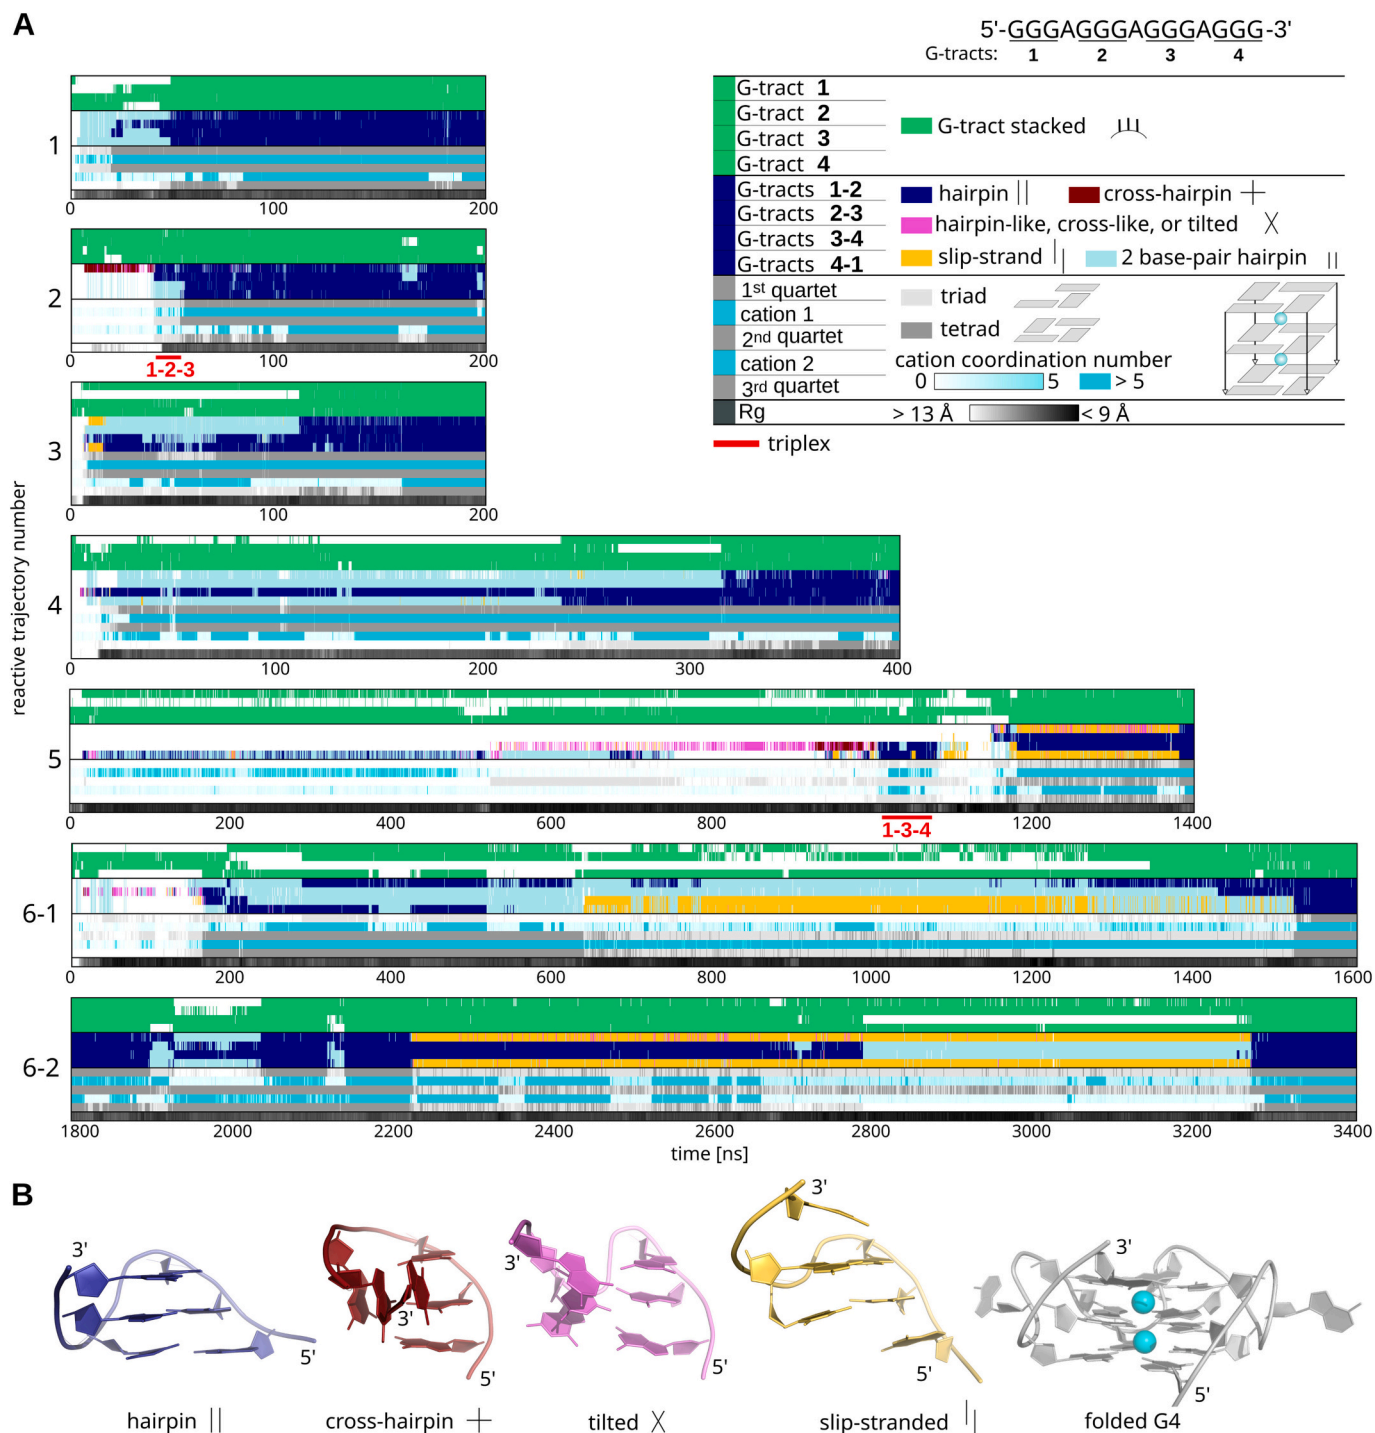 A
5'-GGGAGGGAGGGAGGG-3'
G-tracts: 1 2 3 4
G-tract 1
G-tract 2
G-tract 3
G-tract 4
G-tract stacked
G-tracts 1-2
G-tracts 2-3
G-tracts 3-4
G-tracts 4-1
hairpin
cross-hairpin
hairpin-like, cross-like, or tilted
slip-strand
2 base-pair hairpin
1st quartet
cation 1
2nd quartet
cation 2
3rd quartet
triad
tetrad
cation coordination number
0 5 > 5
Rg
> 13 Å < 9 Å
triplex
reactive trajectory number
1
0 100 200
2
0 100 200
1-2-3
3
0 100 200
4
0 100 200 300 400
5
0 200 400 600 800 1200 1400
1-3-4
6-1
0 200 400 600 800 1000 1200 1400 1600
6-2
1800 2000 2200 2400 2600 2800 3000 3200 3400
time [ns]
B
3'
5'
hairpin
3'
5'
cross-hairpin
3'
5'
tilted
3'
5'
slip-stranded
3'
5'
folded G4